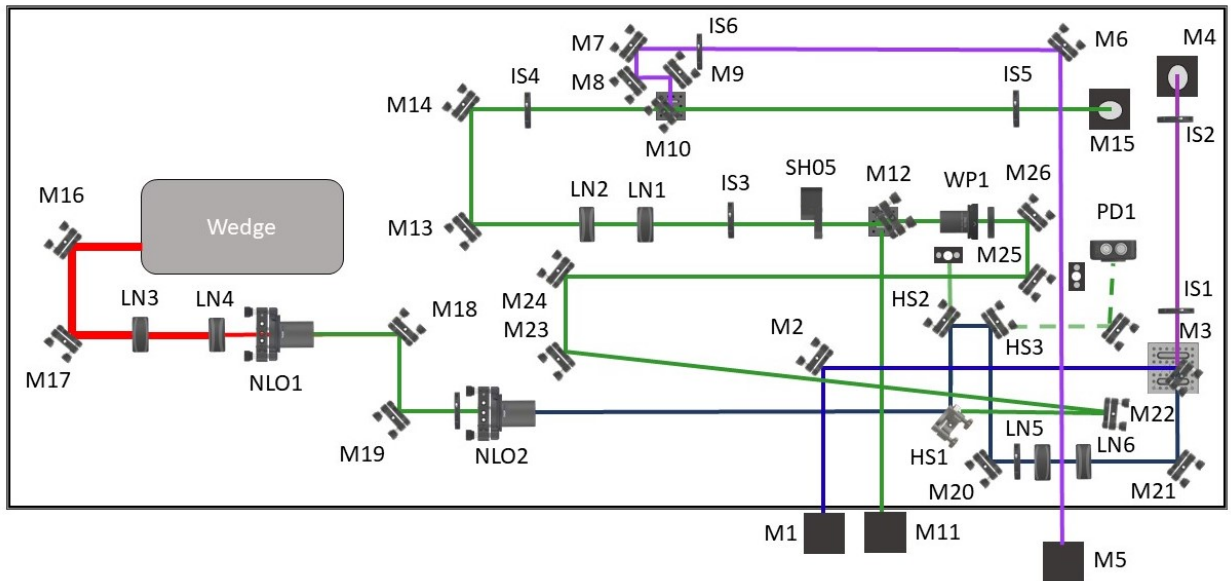 IS6
M7
M6
M4
M8
M9
IS4
IS5
M14
M10
M15
IS2
SH05
M12
WP1
M26
LN2
LN1
IS3
PD1
M16
Wedge
M13
M25
M24
HS2
IS1
LN3
LN4
M18
M23
M2
HS3
M3
M17
NLO1
M22
M19
NLO2
HS1
LN5
LN6
M20
M21
M1
M11
M5